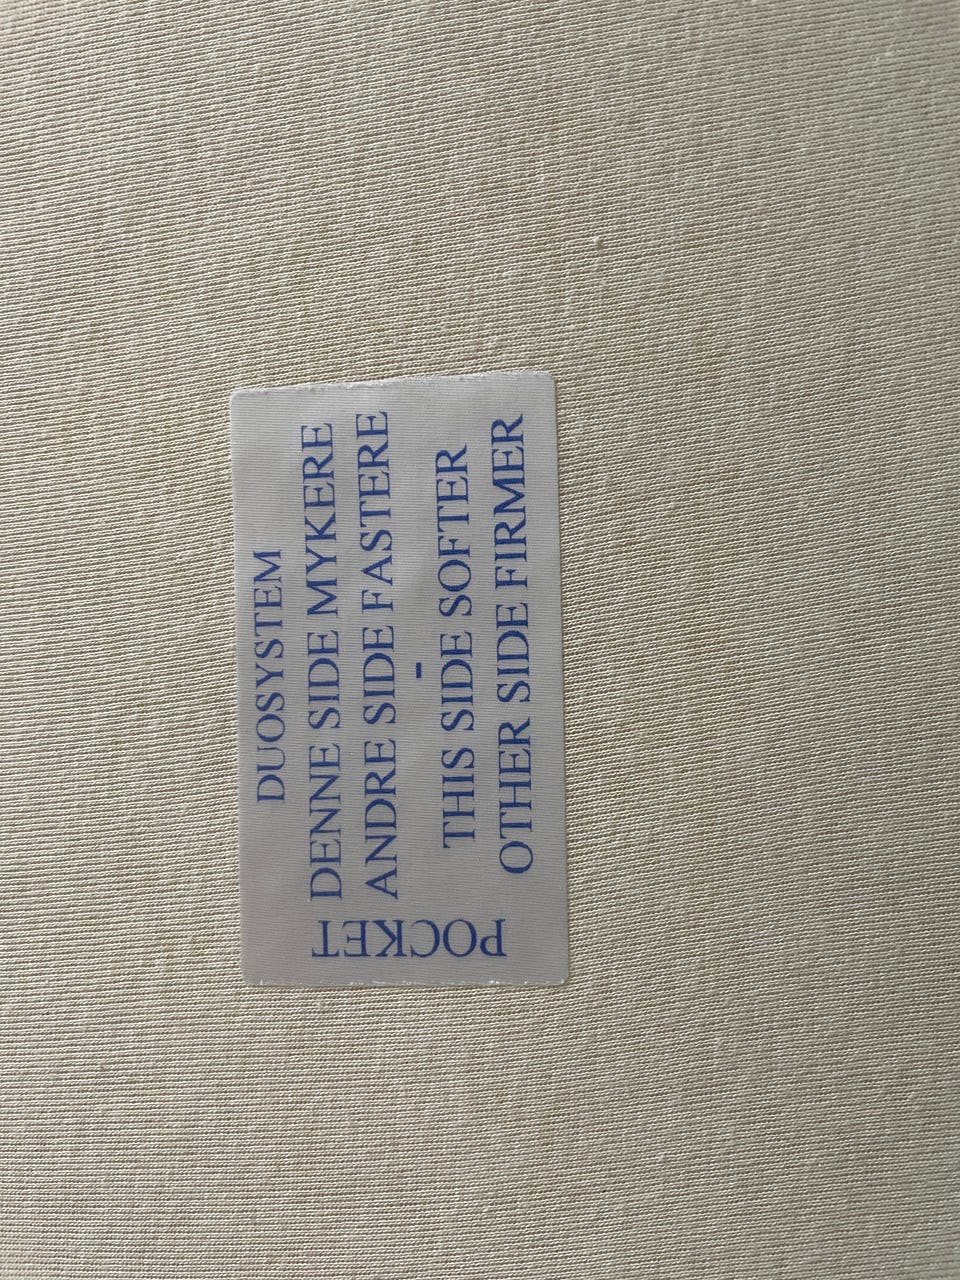 DUOSYSTEM
DENNE SIDE MYKERE
ANDRE SIDE FASTERE
-
THIS SIDE SOFTER
OTHER SIDE FIRMER
POCKET